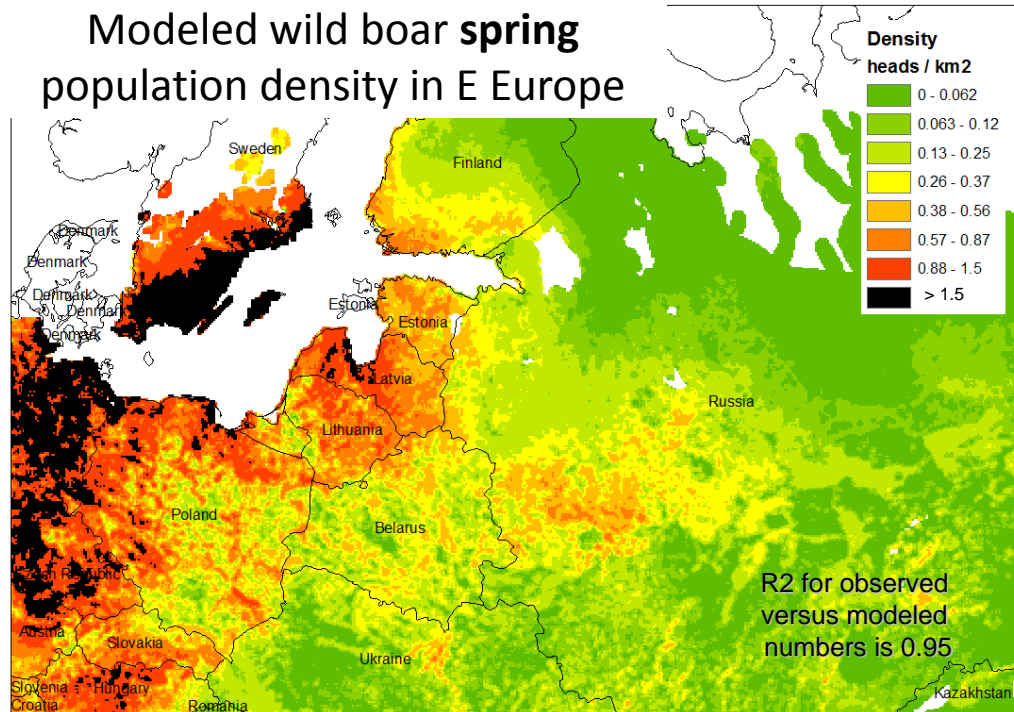 Modeled wild boar spring
population density in E Europe
Density
heads / km2
0 - 0.062
0.063 - 0.12
0.13 - 0.25
0.26 - 0.37
0.38 - 0.56
0.57 - 0.87
0.88 - 1.5
> 1.5
Sweden
Finland
Denmark
Denmark
Denmark
Denmark
Denmark
Estonia
Estonia
Latvia
Russia
Lithuania
Poland
Belarus
Republic
R2 for observed
versus modeled
numbers is 0.95
Austria
Slovakia
Ukraine
Slovenia
Hungary
Croatia
Romania
Kazakhstan